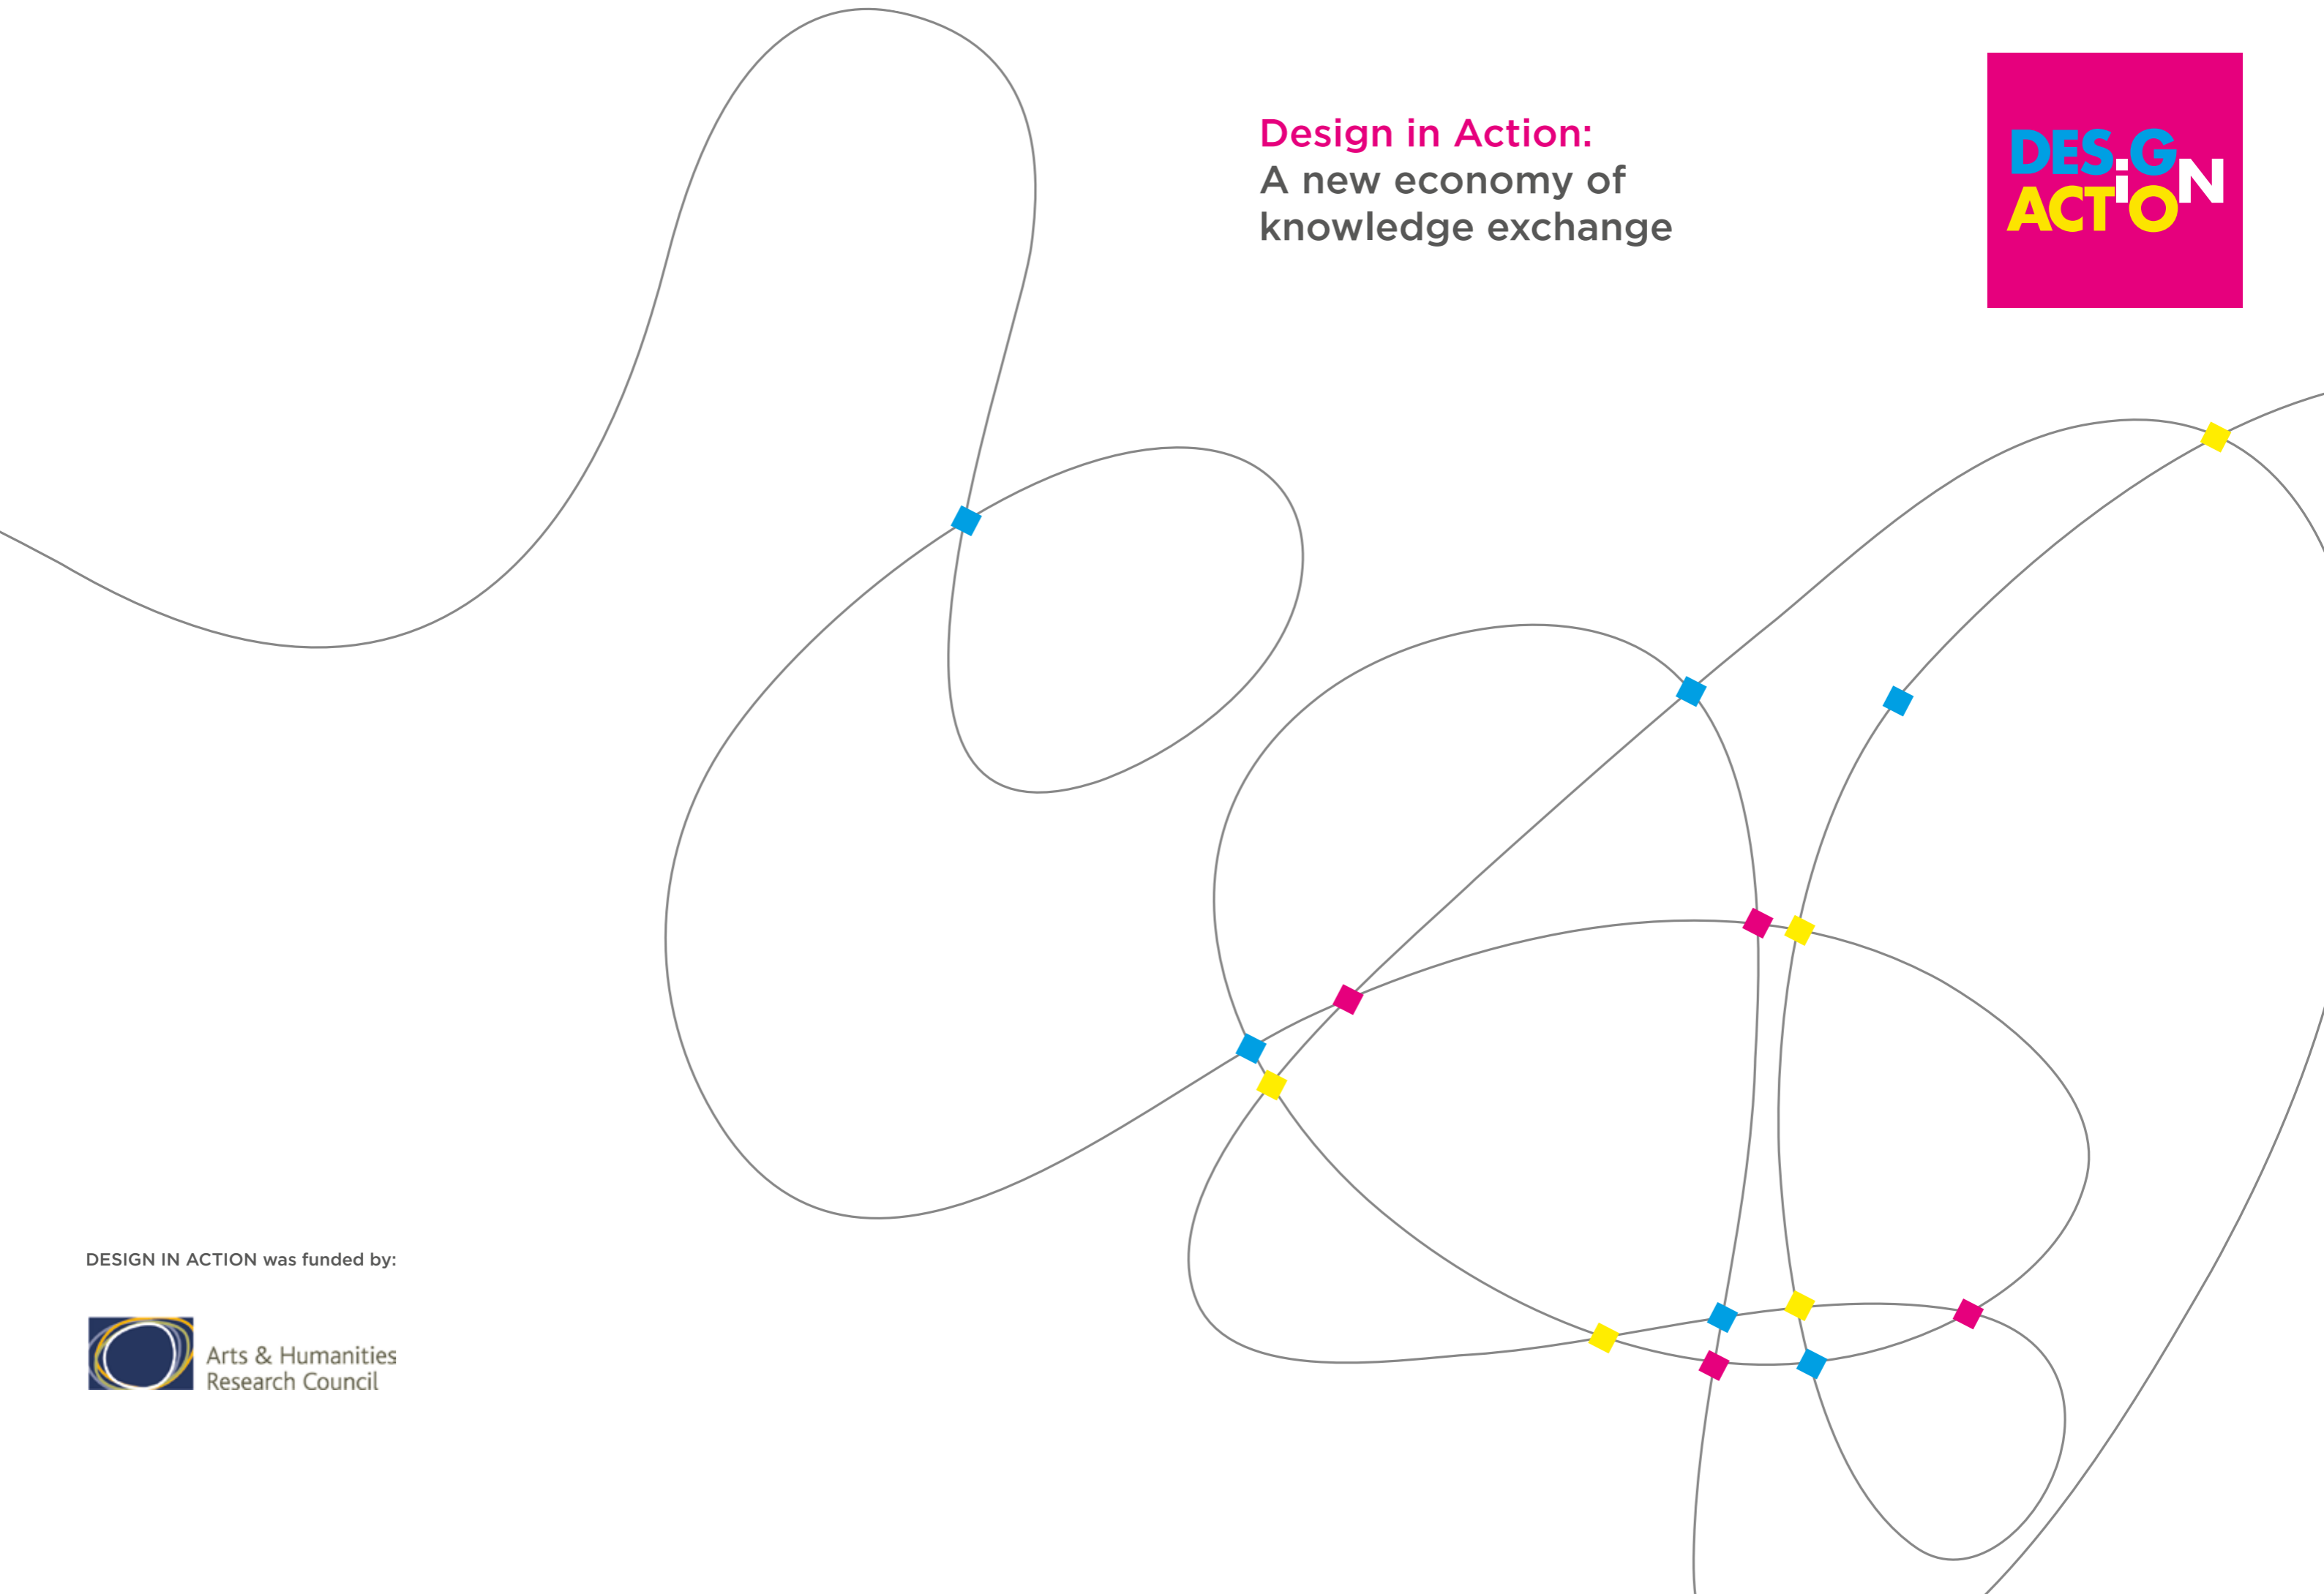 Design in Action:
A new economy of
knowledge exchange
DESiGN
ACTiON
DESIGN IN ACTION was funded by:
Arts & Humanities
Research Council